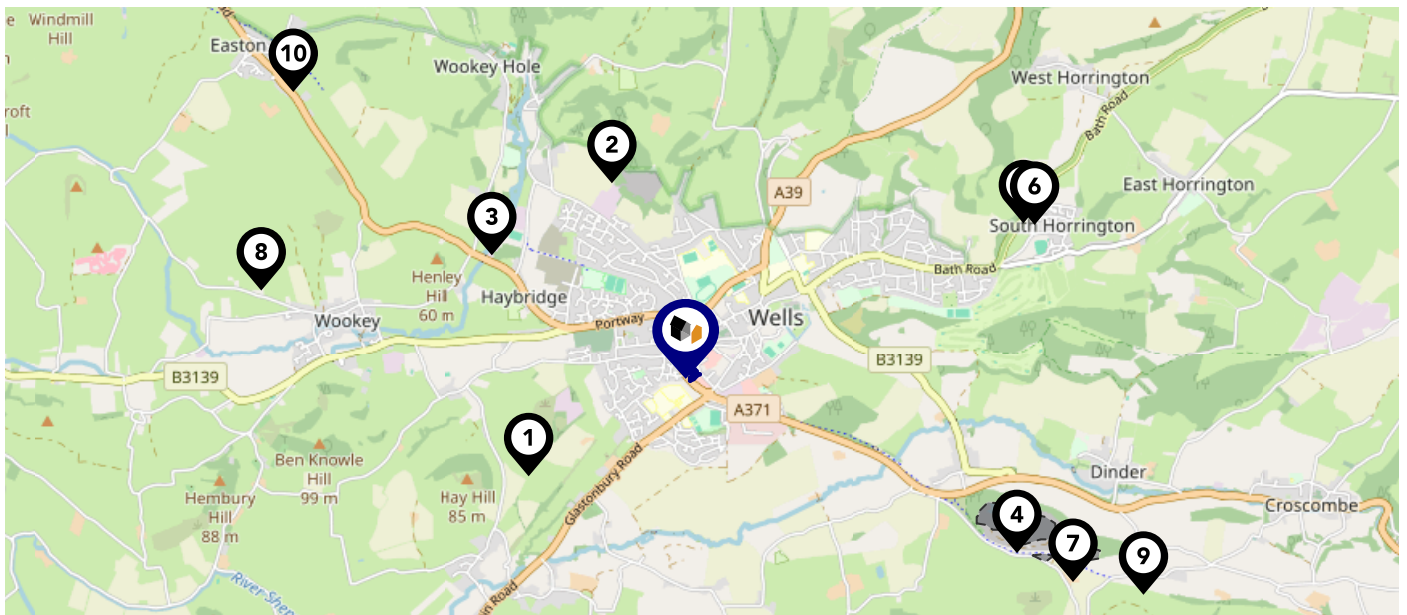 Windmill
Hill
Easton
10
Wookey Hole
West Horrington
Bath Road
2
A39
East Horrington
6
South Horrington
3
8
Henley
Hill
60 m
Haybridge
Bath Road
Wookey
Portway
Wells
B3139
B3139
A371
1
Ben Knowle
Hill
99 m
Hay Hill
85 m
Hembury
Hill
88 m
Glastonbury Road
Dinder
Croscombe
4
7
9
Road